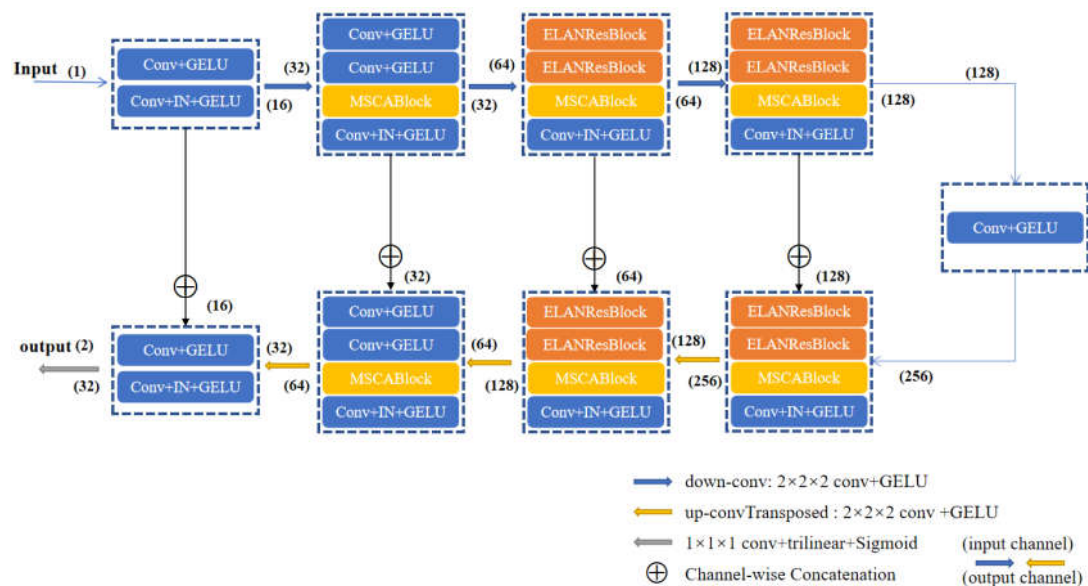 Input (1)
Conv+GELU
Conv+IN+GELU
(32)
(16)
Conv+GELU
Conv+GELU
MSCABlock
Conv+IN+GELU
(64)
(32)
ELANResBlock
ELANResBlock
MSCABlock
Conv+IN+GELU
(128)
(64)
ELANResBlock
ELANResBlock
MSCABlock
Conv+IN+GELU
(128)
(128)
Conv+GELU
(16)
(32)
(64)
(128)
output (2)
(32)
Conv+GELU
Conv+IN+GELU
(32)
(64)
Conv+GELU
Conv+GELU
MSCABlock
Conv+IN+GELU
(64)
(128)
ELANResBlock
ELANResBlock
MSCABlock
Conv+IN+GELU
(128)
(256)
ELANResBlock
ELANResBlock
MSCABlock
Conv+IN+GELU
(256)
down-conv: 2×2×2 conv+GELU
up-convTransposed : 2×2×2 conv +GELU
1×1×1 conv+trilinear+Sigmoid
Channel-wise Concatenation
(input channel)
(output channel)